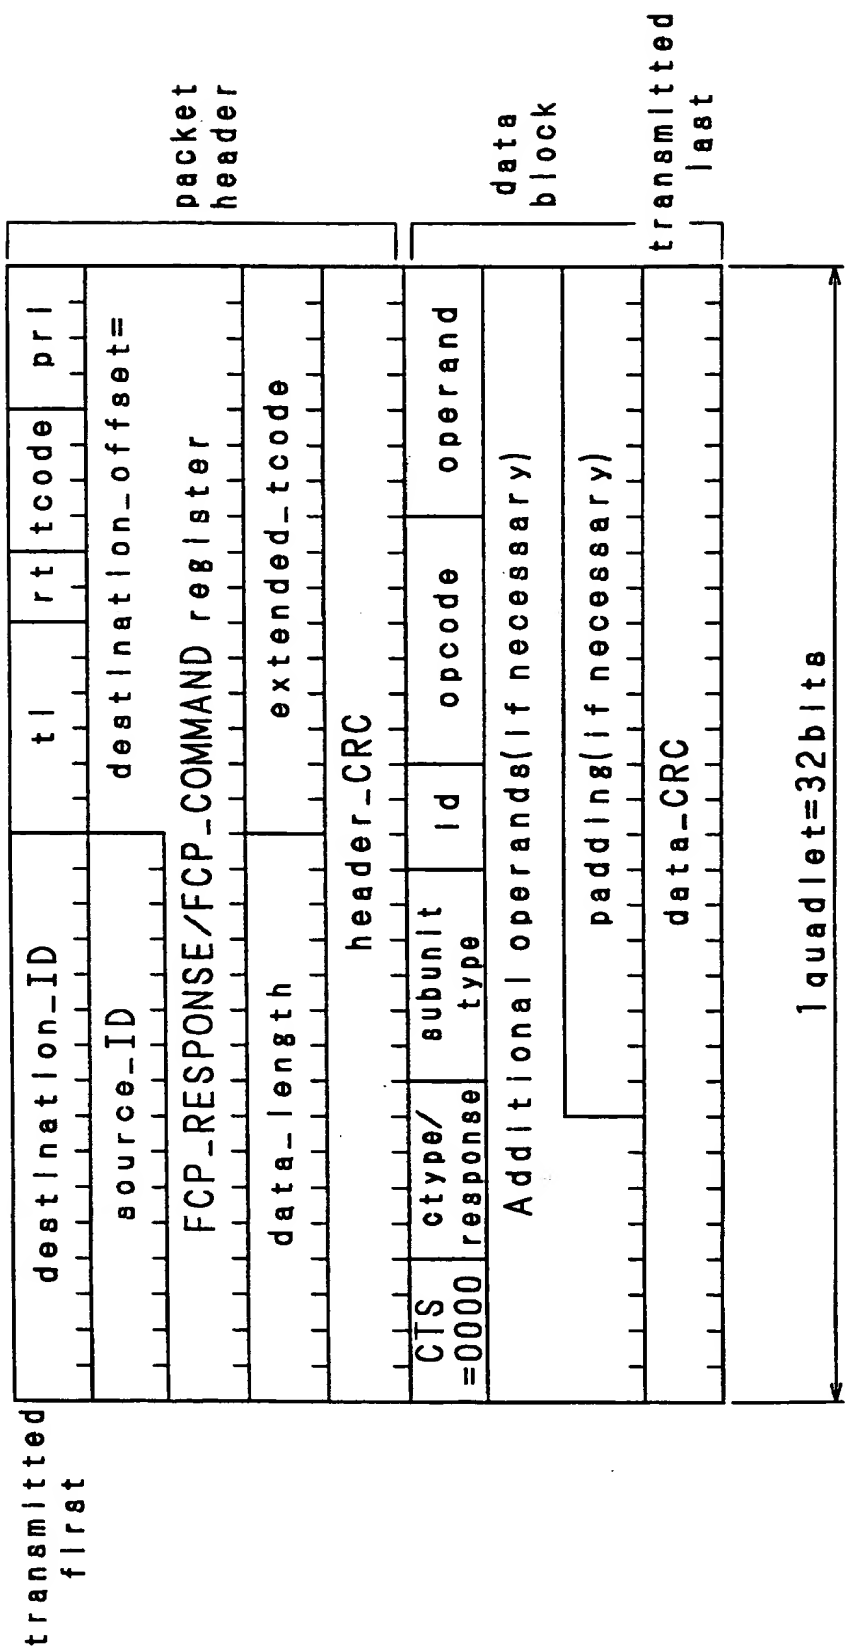 transmitted
first
destination_ID
tl
rt
tcode
pri
source_ID
destination_offset=
FCP_RESPONSE/FCP_COMMAND register
data_length
extended_tcode
header_CRC
packet
header
CTS
=0000
ctype/
response
subunit
type
id
opcode
operand
Additional operands(if necessary)
padding(if necessary)
data_CRC
data
block
transmitted
last
1quadlet=32bits